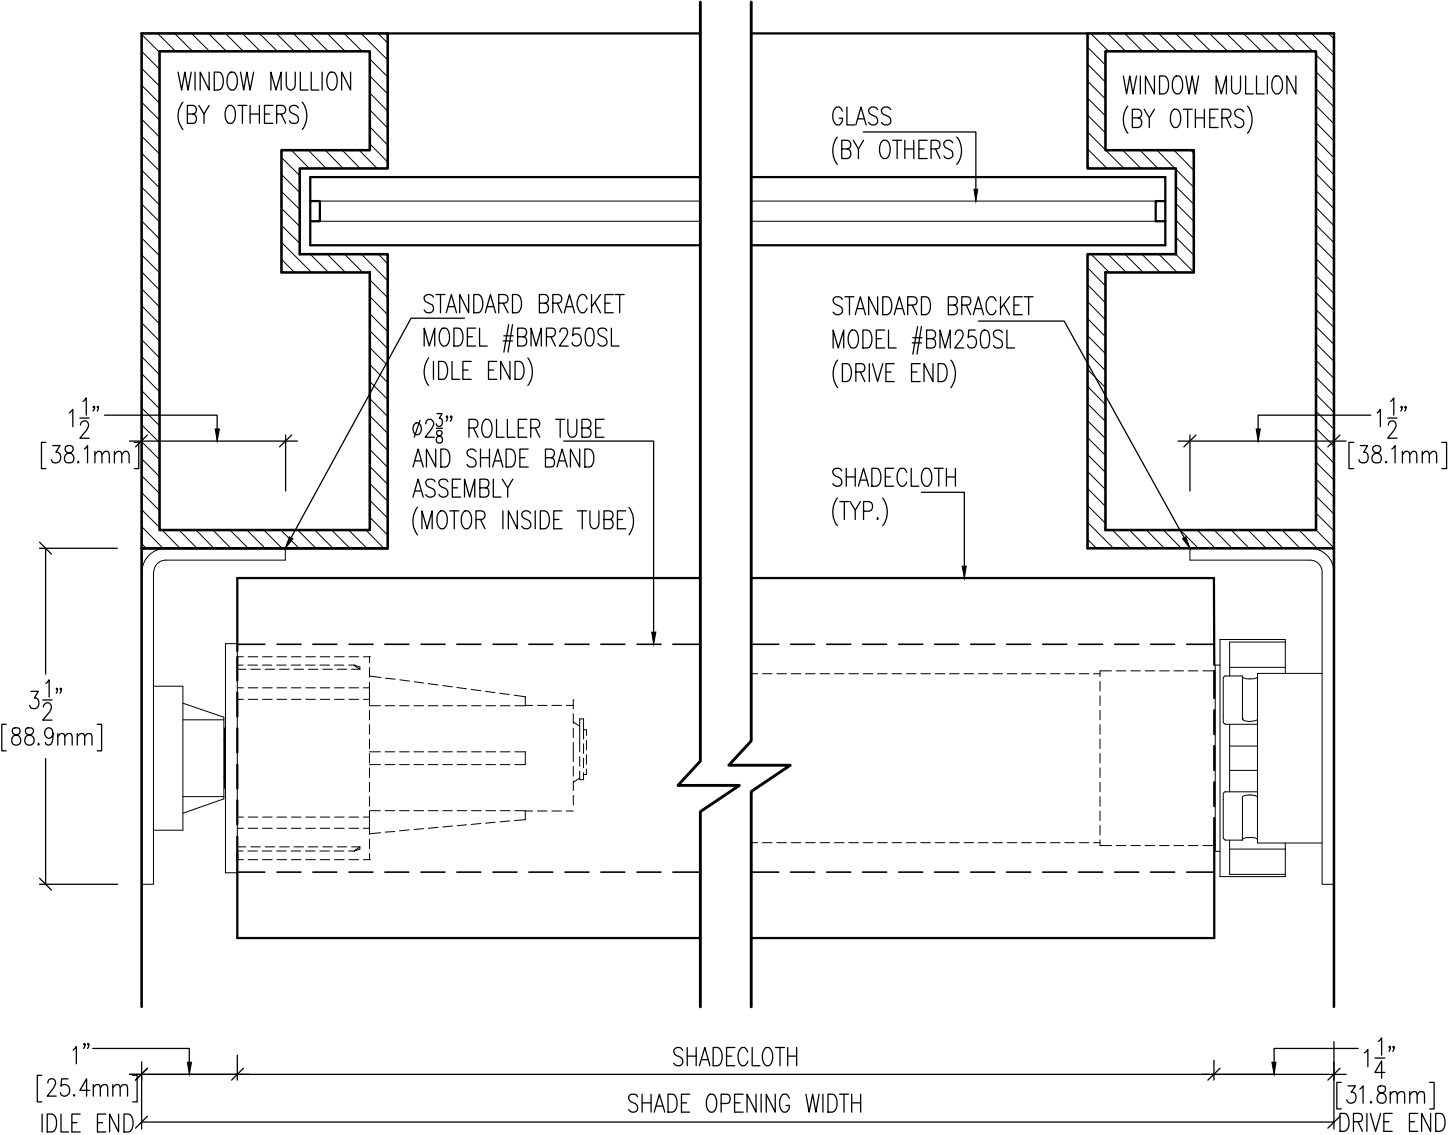 WINDOW MULLION
(BY OTHERS)
WINDOW MULLION
(BY OTHERS)
GLASS
(BY OTHERS)
STANDARD BRACKET
MODEL #BMR250SL
(IDLE END)
STANDARD BRACKET
MODEL #BM250SL
(DRIVE END)
1 1/2"
[38.1mm]
1 1/2"
[38.1mm]
ø2 3/8" ROLLER TUBE
AND SHADE BAND
ASSEMBLY
(MOTOR INSIDE TUBE)
SHADECLOTH
(TYP.)
3 1/2"
[88.9mm]
1"
[25.4mm]
IDLE END
SHADECLOTH
SHADE OPENING WIDTH
1 1/4"
[31.8mm]
DRIVE END